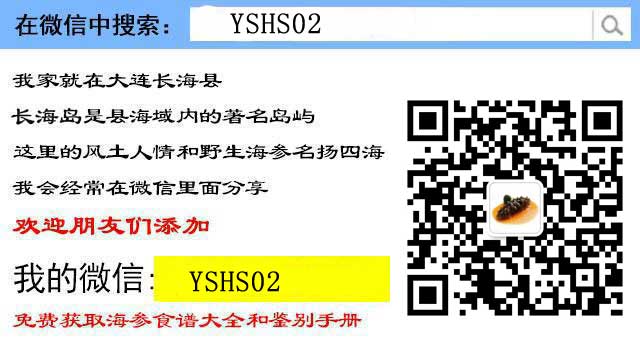 在微信中搜索： YSHS02
我家就在大连长海县
长海岛是县海域内的著名岛屿
这里的风土人情和野生海参名扬四海
我会经常在微信里面分享
欢迎朋友们添加
我的微信: YSHS02
免费获取海参食谱大全和鉴别手册